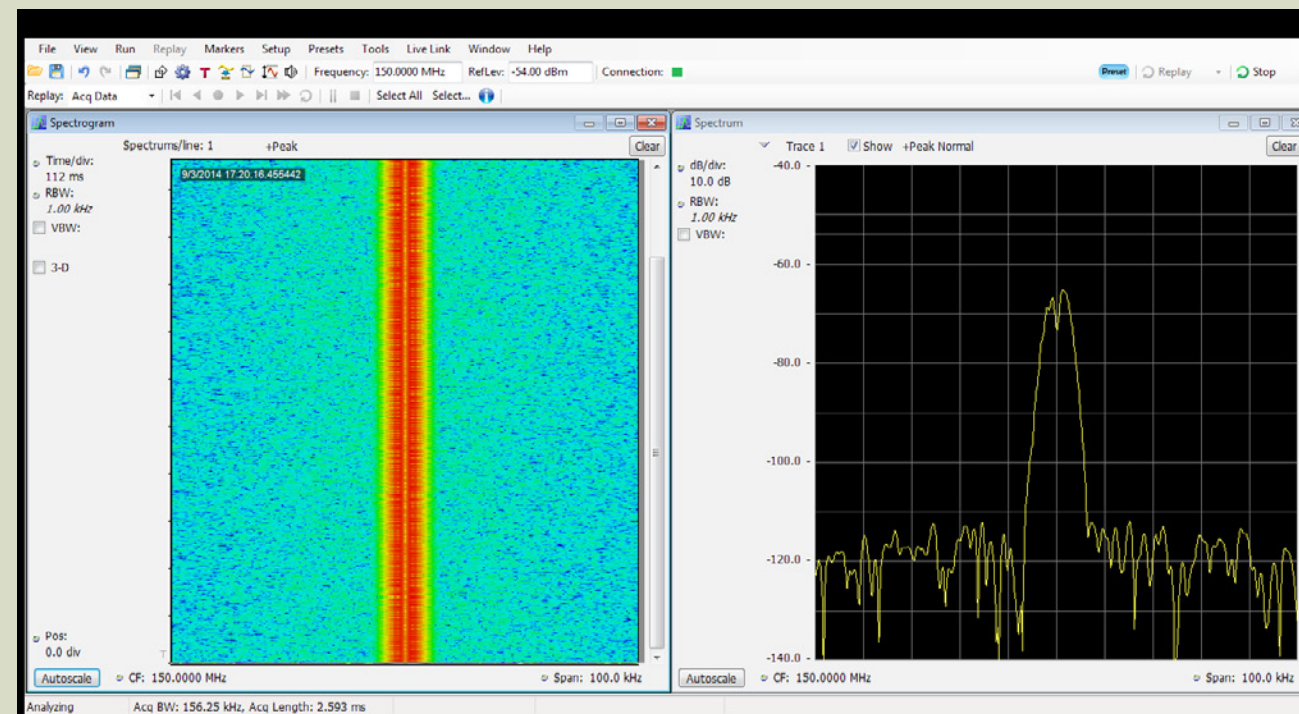 File View Run Replay Markers Setup Presets Tools Live Link Window Help
T Frequency: 150.0000 MHz RefLev: -54.00 dBm Connection: Preset Replay Stop
Replay: Acq Data Select All Select...
Spectrogram
Spectrums/line: 1 +Peak Clear
Time/div:
112 ms
RBW:
1.00 kHz
VBW:
3-D
9/3/2014 17.20.16.455442
Pos:
0.0 div
T
Autoscale CF: 150.0000 MHz Span: 100.0 kHz
Spectrum
Trace 1 Show +Peak Normal Clear
dB/div:
10.0 dB
RBW:
1.00 kHz
VBW:
-40.0
-60.0
-80.0
-100.0
-120.0
-140.0
Autoscale CF: 150.0000 MHz Span: 100.0 kHz
Analyzing Acq BW: 156.25 kHz, Acq Length: 2.593 ms